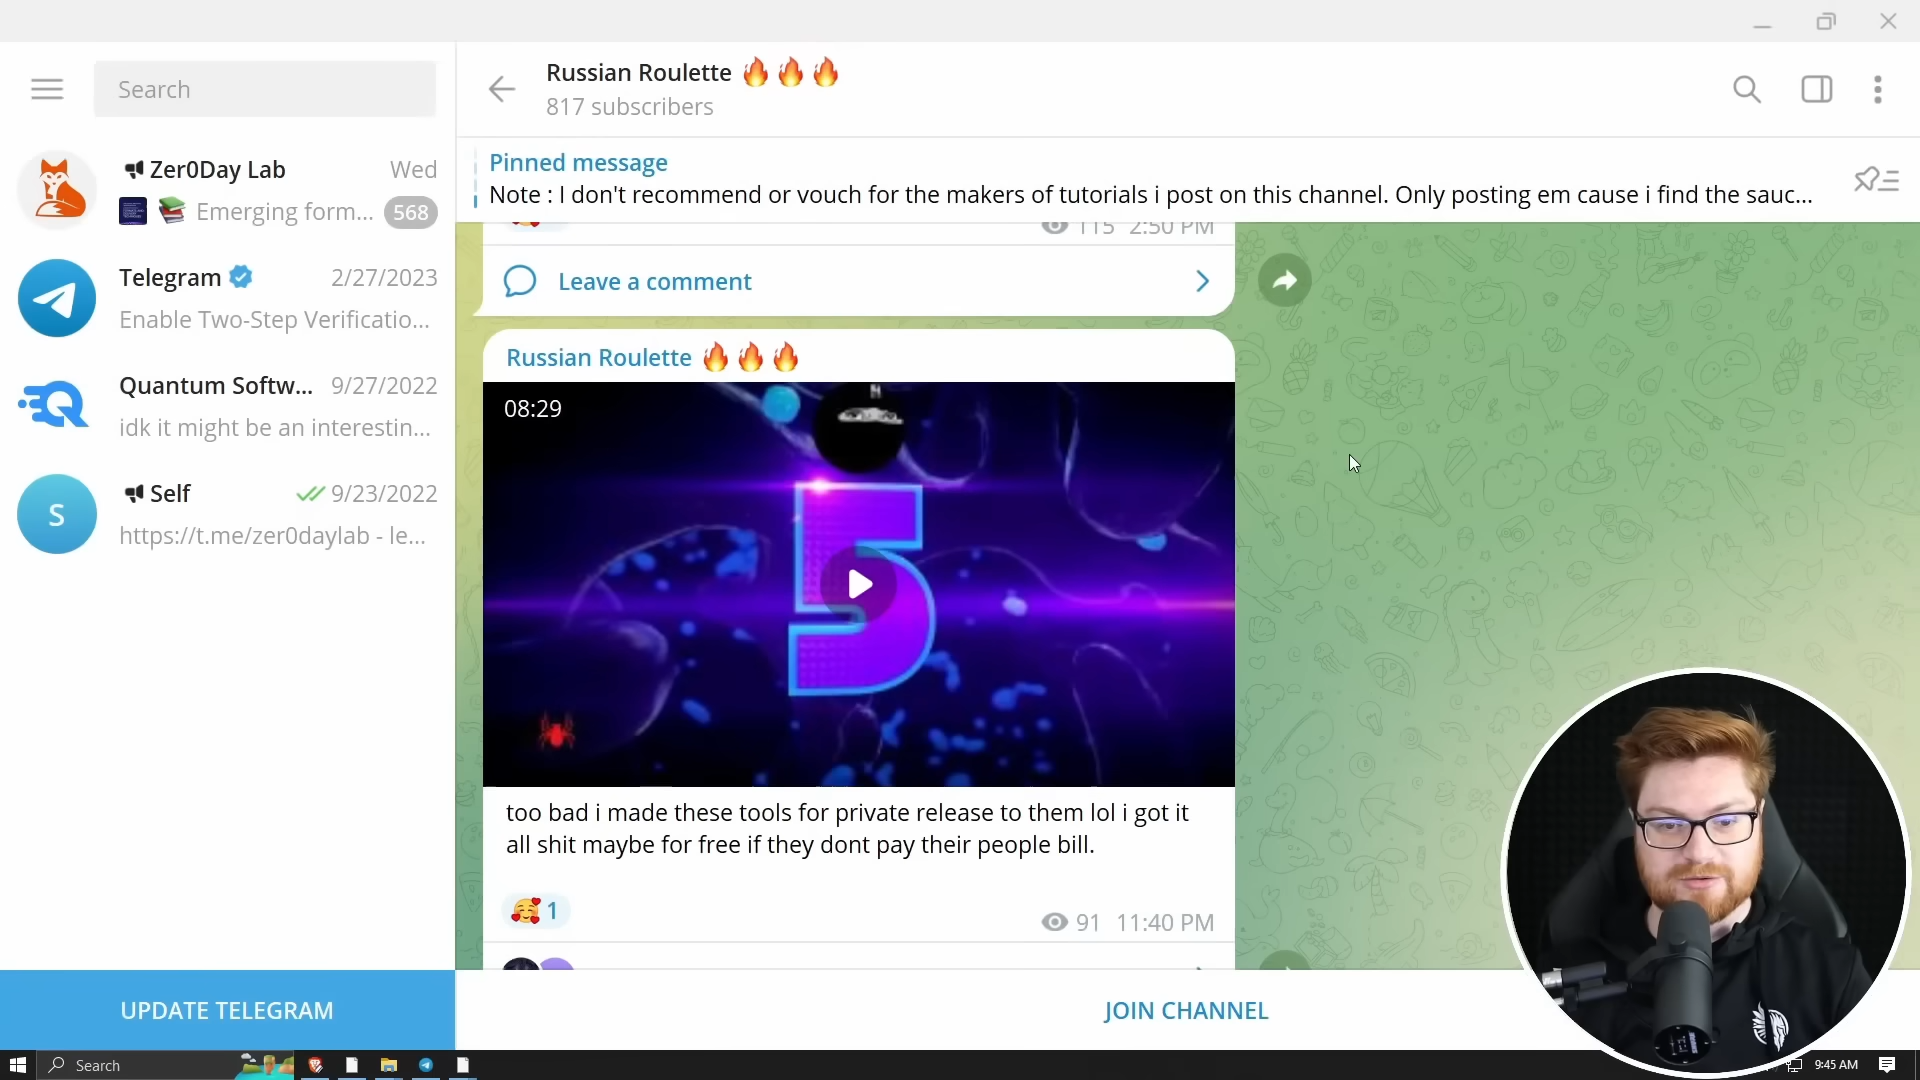 Search
Zer0Day Lab
Wed
Emerging form...
568
Telegram
2/27/2023
Enable Two-Step Verificatio...
Quantum Softw...
9/27/2022
idk it might be an interestin...
S
Self
9/23/2022
https://t.me/zer0daylab - le...
UPDATE TELEGRAM
Russian Roulette 🔥🔥🔥
817 subscribers
Pinned message
Note : I don't recommend or vouch for the makers of tutorials i post on this channel. Only posting em cause i find the sauc...
115 2:50 PM
Leave a comment
Russian Roulette 🔥🔥🔥
08:29
5
too bad i made these tools for private release to them lol i got it
all shit maybe for free if they dont pay their people bill.
🥰 1
91 11:40 PM
JOIN CHANNEL
Search
9:45 AM